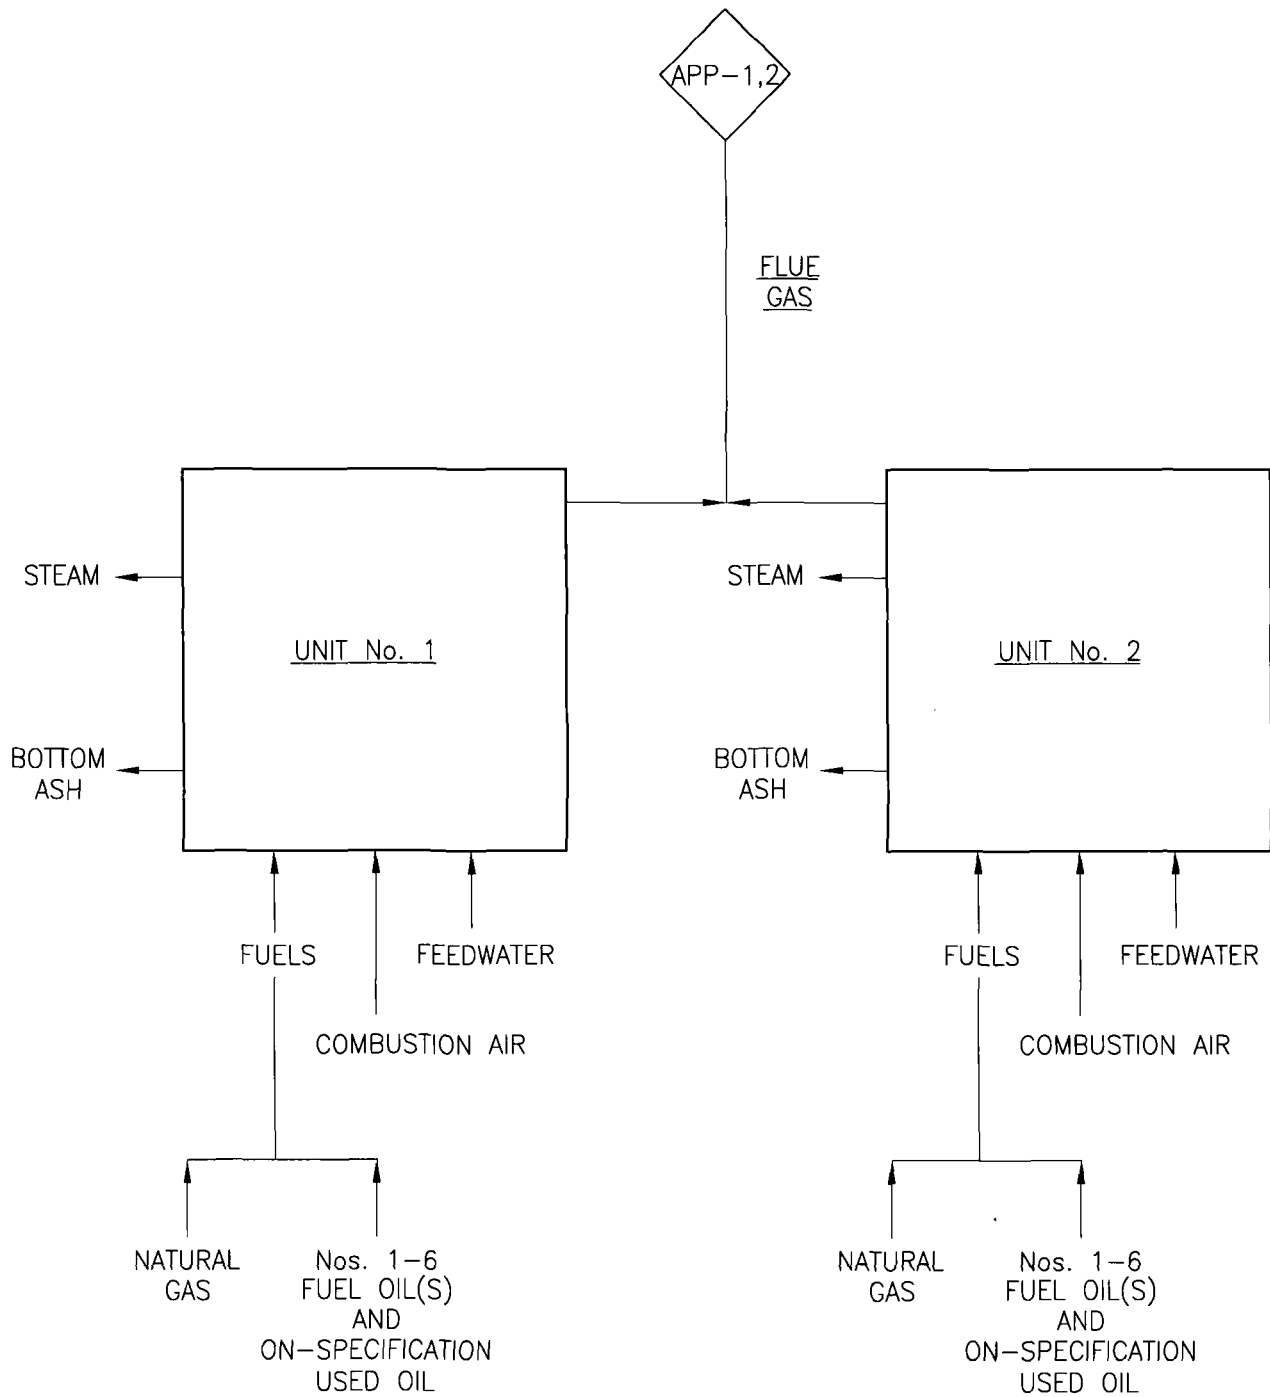 APP-1,2
FLUE
GAS
STEAM
UNIT No. 1
BOTTOM
ASH
STEAM
UNIT No. 2
BOTTOM
ASH
FUELS
FEEDWATER
COMBUSTION AIR
FUELS
FEEDWATER
COMBUSTION AIR
NATURAL
GAS
Nos. 1-6
FUEL OIL(S)
AND
ON-SPECIFICATION
USED OIL
NATURAL
GAS
Nos. 1-6
FUEL OIL(S)
AND
ON-SPECIFICATION
USED OIL